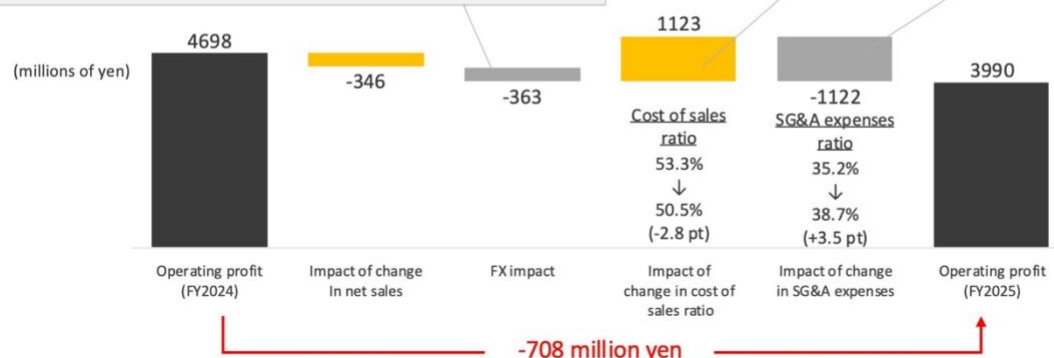 4698
(millions of yen)
-346
-363
1123
-1122
3990
Cost of sales
ratio
53.3%
↓
50.5%
(-2.8 pt)
SG&A expenses
ratio
35.2%
↓
38.7%
(+3.5 pt)
Operating profit
(FY2024)
Impact of change
In net sales
FX impact
Impact of
change in cost of
sales ratio
Impact of change
in SG&A expenses
Operating profit
(FY2025)
-708 million yen